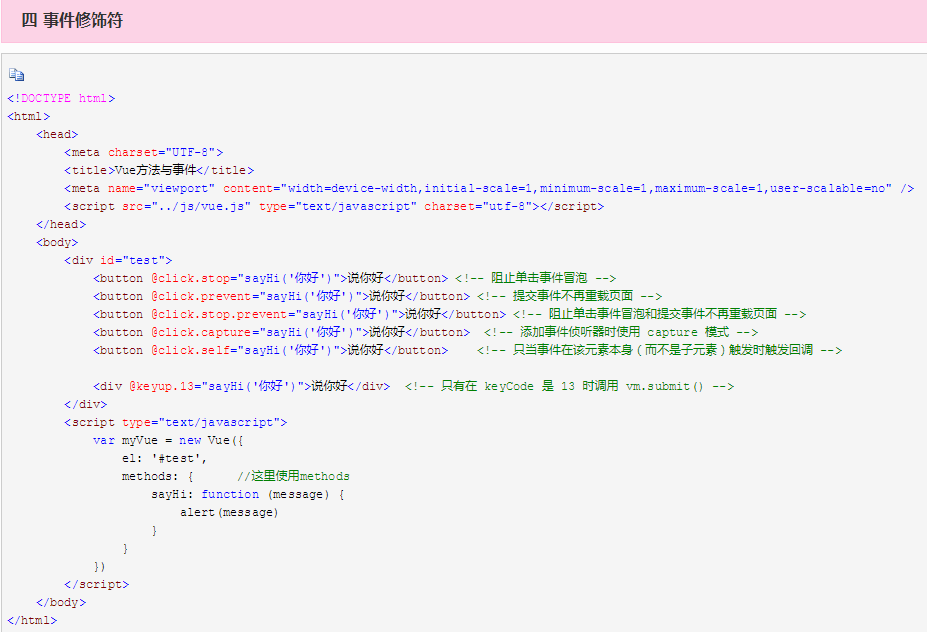 四 事件修饰符
<!DOCTYPE html>
<html>
    <head>
        <meta charset="UTF-8">
        <title>Vue方法与事件</title>
        <meta name="viewport" content="width=device-width,initial-scale=1,minimum-scale=1,maximum-scale=1,user-scalable=no" />
        <script src="../js/vue.js" type="text/javascript" charset="utf-8"></script>
    </head>
    <body>
        <div id="test">
            <button @click.stop="sayHi('你好')">说你好</button> <!-- 阻止单击事件冒泡 -->
            <button @click.prevent="sayHi('你好')">说你好</button> <!-- 提交事件不再重载页面 -->
            <button @click.stop.prevent="sayHi('你好')">说你好</button> <!-- 阻止单击事件冒泡和提交事件不再重载页面 -->
            <button @click.capture="sayHi('你好')">说你好</button>  <!-- 添加事件侦听器时使用 capture 模式 -->
            <button @click.self="sayHi('你好')">说你好</button>    <!-- 只当事件在该元素本身（而不是子元素）触发时触发回调 -->

            <div @keyup.13="sayHi('你好')">说你好</div>  <!-- 只有在 keyCode 是 13 时调用 vm.submit() -->
        </div>
        <script type="text/javascript">
            var myVue = new Vue({
                el: '#test',
                methods: {      //这里使用methods
                    sayHi: function (message) {
                        alert(message)
                    }
                }
            })
        </script>
    </body>
</html>